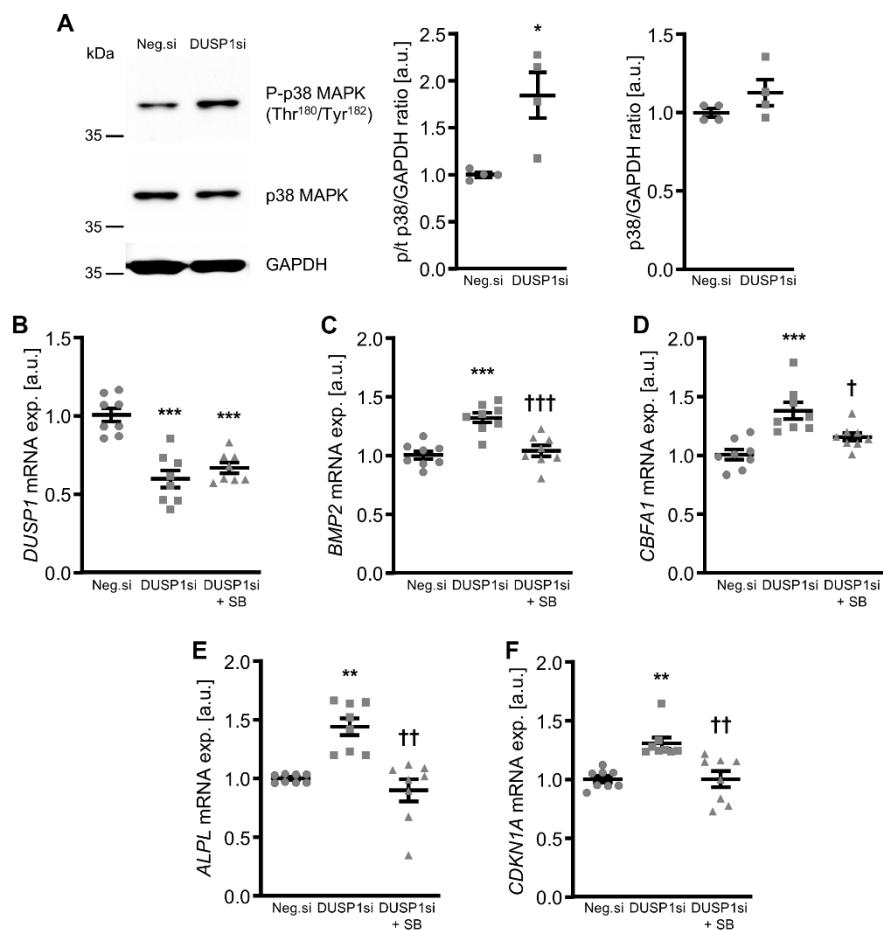 A
kDa
Neg.si DUSP1si
P-p38 MAPK
(Thr¹⁸⁰/Tyr¹⁸²)
35
p38 MAPK
35
GAPDH
35
p/t p38/GAPDH ratio [a.u.]
2.5
2.0
1.5
1.0
0.5
0.0
*
Neg.si DUSP1si
p38/GAPDH ratio [a.u.]
1.5
1.0
0.5
0.0
Neg.si DUSP1si
B
DUSP1 mRNA exp. [a.u.]
1.5
1.0
0.5
0.0
*** ***
Neg.si DUSP1si DUSP1si
+ SB
C
BMP2 mRNA exp. [a.u.]
2.0
1.5
1.0
0.5
0.0
*** †††
Neg.si DUSP1si DUSP1si
+ SB
D
CBFA1 mRNA exp. [a.u.]
2.0
1.5
1.0
0.5
0.0
*** †
Neg.si DUSP1si DUSP1si
+ SB
E
ALPL mRNA exp. [a.u.]
2.0
1.5
1.0
0.5
0.0
** ††
Neg.si DUSP1si DUSP1si
+ SB
F
CDKN1A mRNA exp. [a.u.]
2.0
1.5
1.0
0.5
0.0
** ††
Neg.si DUSP1si DUSP1si
+ SB